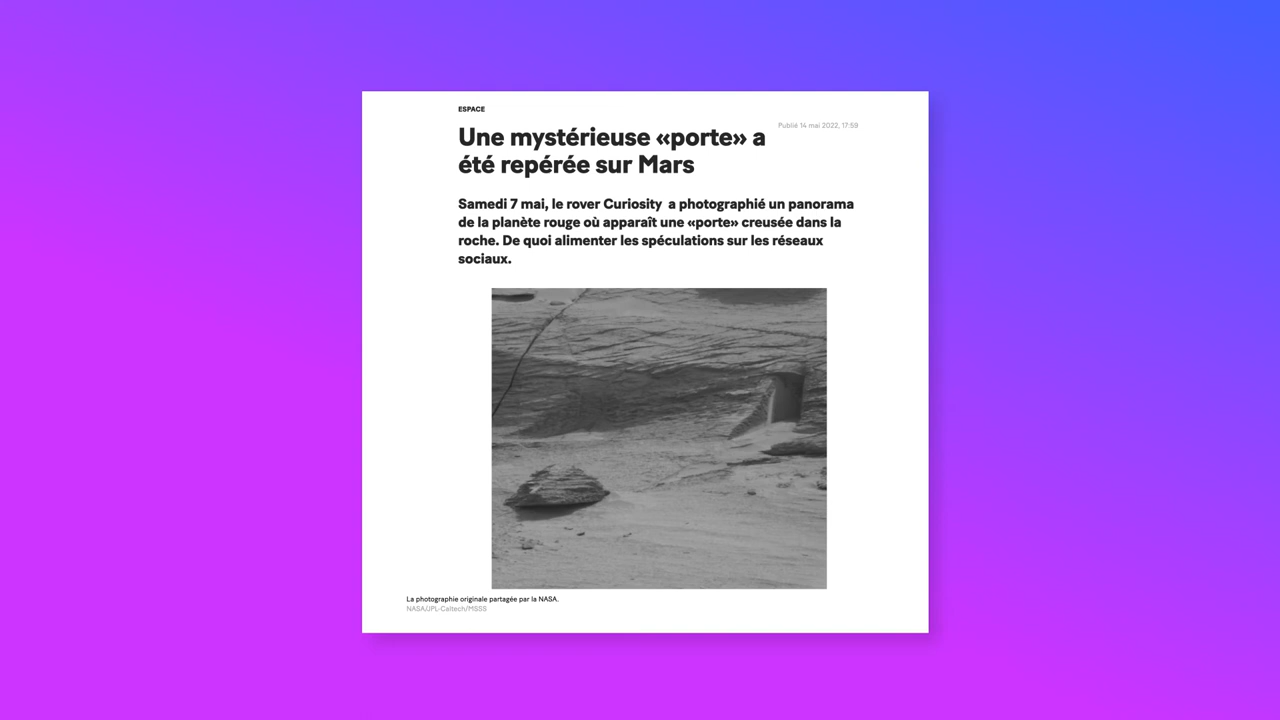 ESPACE
Publié 14 mai 2022, 17:59
Une mystérieuse «porte» a
été repérée sur Mars
Samedi 7 mai, le rover Curiosity  a photographié un panorama
de la planète rouge où apparaît une «porte» creusée dans la
roche. De quoi alimenter les spéculations sur les réseaux
sociaux.
La photographie originale partagée par la NASA.
NASA/JPL-Caltech/MSSS